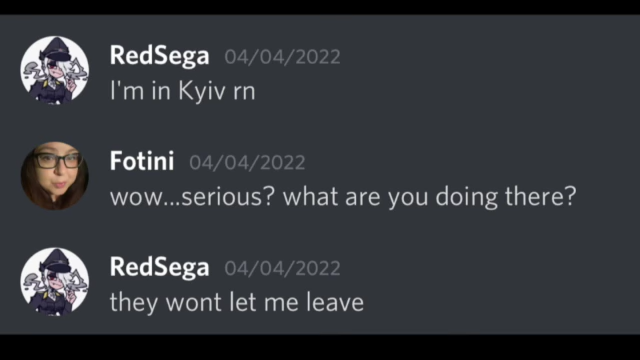 RedSega 04/04/2022
I'm in Kyiv rn
Fotini 04/04/2022
wow...serious? what are you doing there?
RedSega 04/04/2022
they wont let me leave